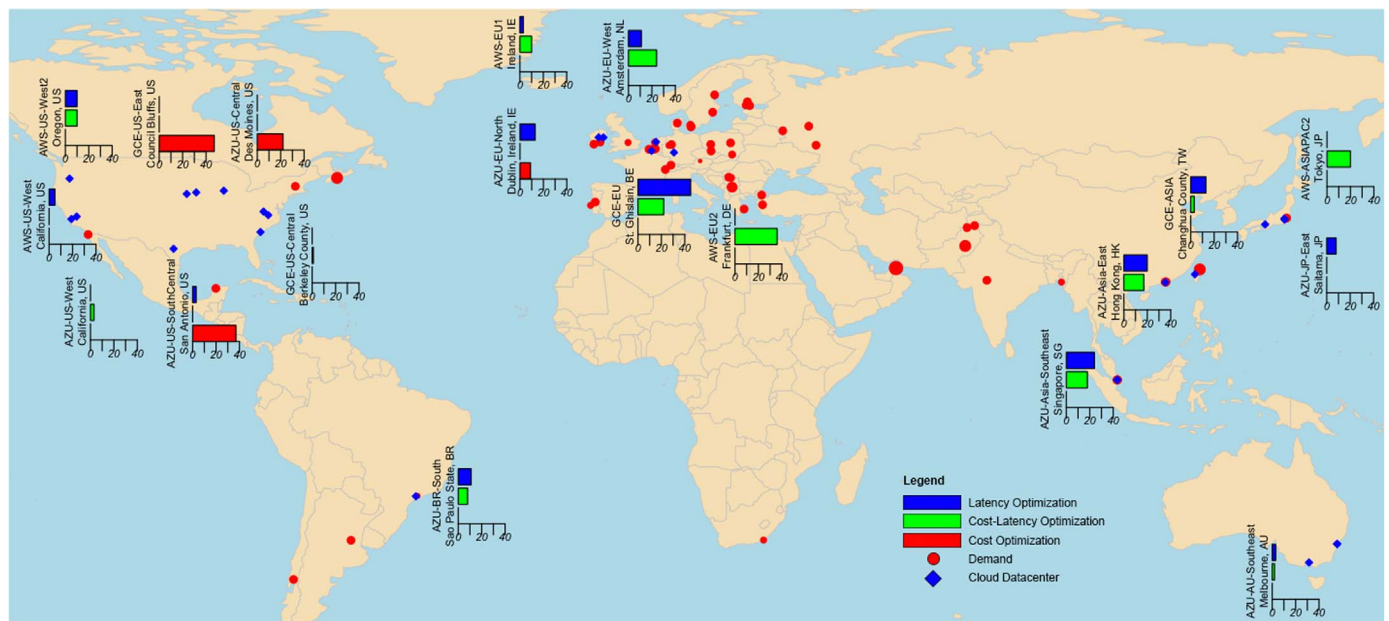 AWS-EU1
Ireland, IE
0 20 40
AZU-EU-West
Amsterdam, NL
0 20 40
AWS-US-West2
Oregon, US
0 20 40
GCE-US-East
Council Bluffs, US
0 20 40
AZU-US-Central
Des Moines, US
0 20 40
AZU-EU-North
Dublin, Ireland, IE
0 20 40
AWS-ASIAPAC2
Tokyo, JP
0 20 40
AWS-US-West
California, US
0 20 40
GCE-US-Central
Berkeley County, US
0 20 40
GCE-EU
St. Ghislain, BE
0 20 40
AWS-EU2
Frankfurt, DE
0 20 40
GCE-ASIA
Changhua County, TW
0 20 40
AZU-JP-East
Saitama, JP
0 20 40
AZU-US-West
California, US
0 20 40
AZU-US-SouthCentral
San Antonio, US
0 20 40
AZU-Asia-East
Hong Kong, HK
0 20 40
AZU-Asia-Southeast
Singapore, SG
0 20 40
AZU-BR-South
Sao Paulo State, BR
0 20 40
Legend
Latency Optimization
Cost-Latency Optimization
Cost Optimization
Demand
Cloud Datacenter
AZU-AU-Southeast
Melbourne, AU
0 20 40